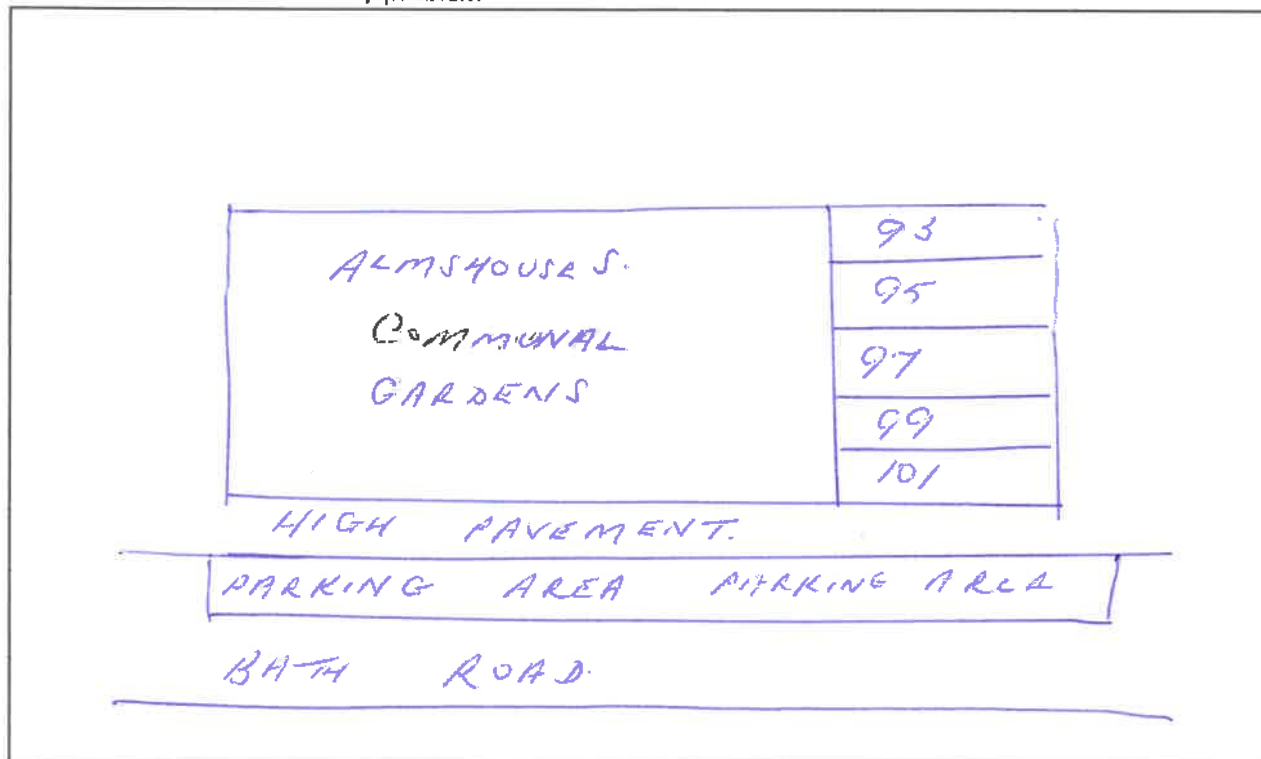 ALMSHOUSES.
COMMUNAL
GARDENS
93
95
97
99
101
HIGH PAVEMENT.
PARKING AREA PARKING AREA
BATH ROAD.